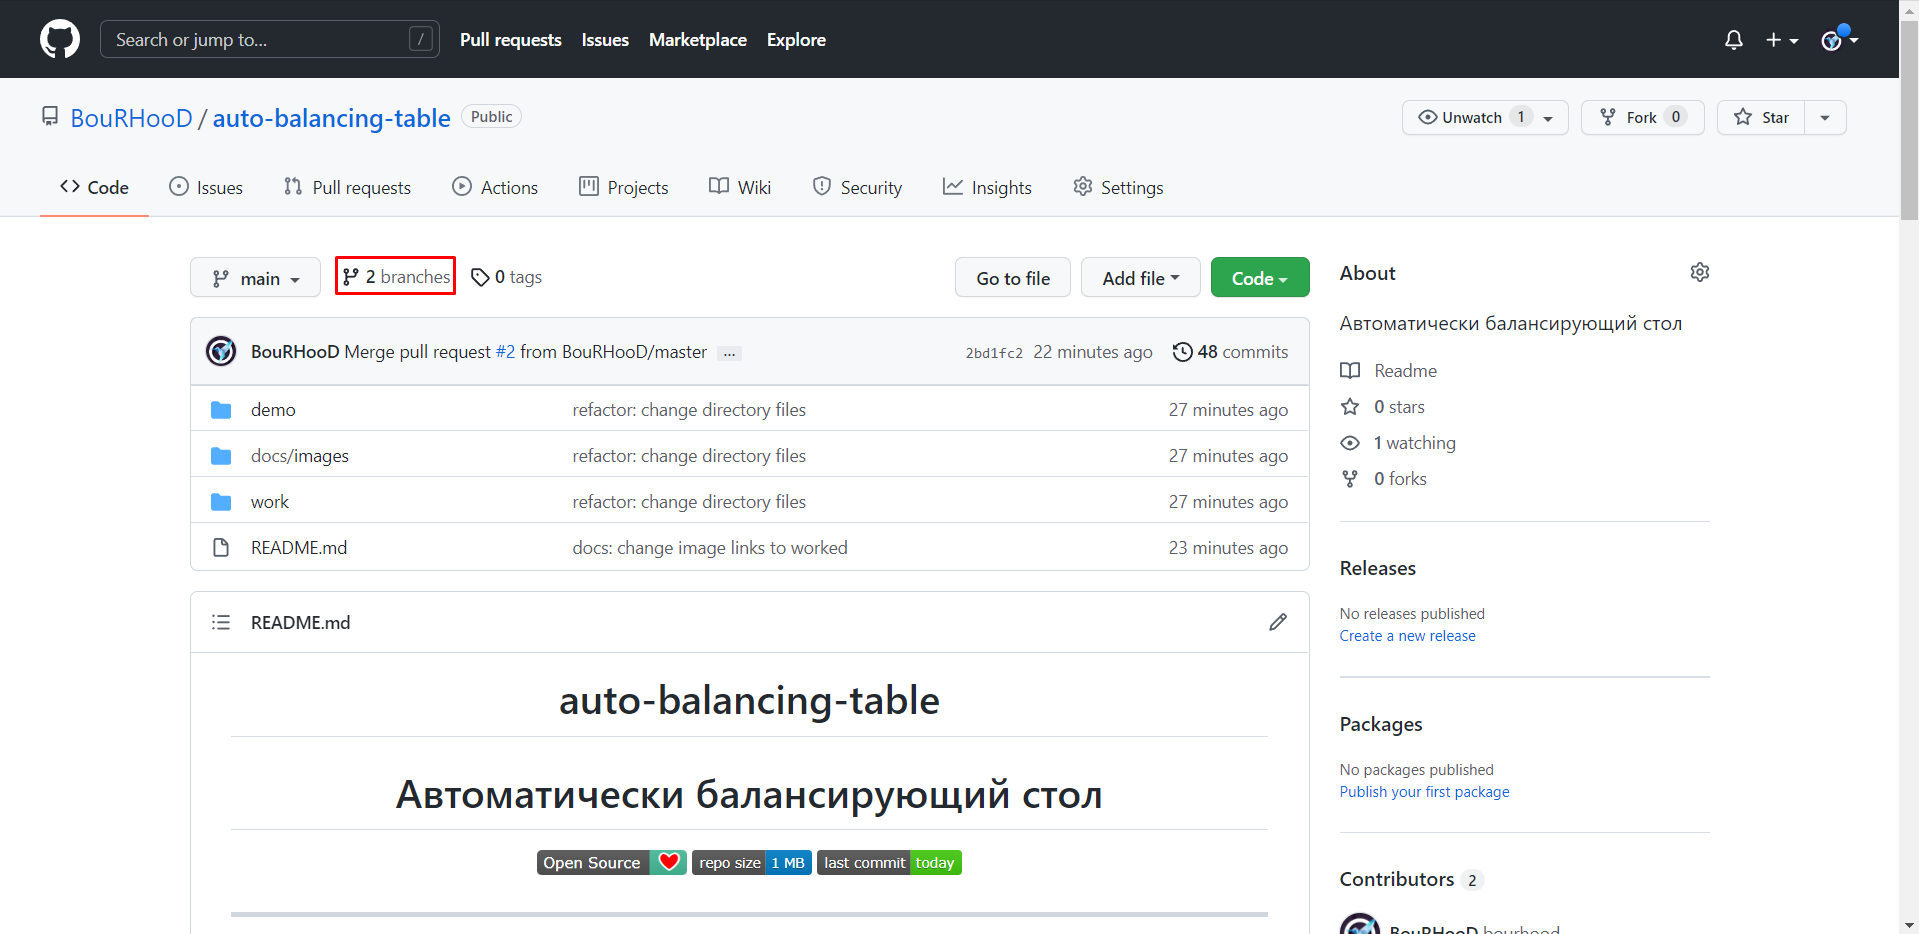 Search or jump to... /
Pull requests Issues Marketplace Explore
BouRHooD / auto-balancing-table Public
Unwatch 1 Fork 0 Star
Code Issues Pull requests Actions Projects Wiki Security Insights Settings
main 2 branches 0 tags Go to file Add file Code
BouRHooD Merge pull request #2 from BouRHooD/master ... 2bd1fc2 22 minutes ago 48 commits
demo refactor: change directory files 27 minutes ago
docs/images refactor: change directory files 27 minutes ago
work refactor: change directory files 27 minutes ago
README.md docs: change image links to worked 23 minutes ago
README.md
auto-balancing-table
Автоматически балансирующий стол
Open Source repo size 1 MB last commit today
About
Автоматически балансирующий стол
Readme
0 stars
1 watching
0 forks
Releases
No releases published
Create a new release
Packages
No packages published
Publish your first package
Contributors 2
BouRHooD bourhood